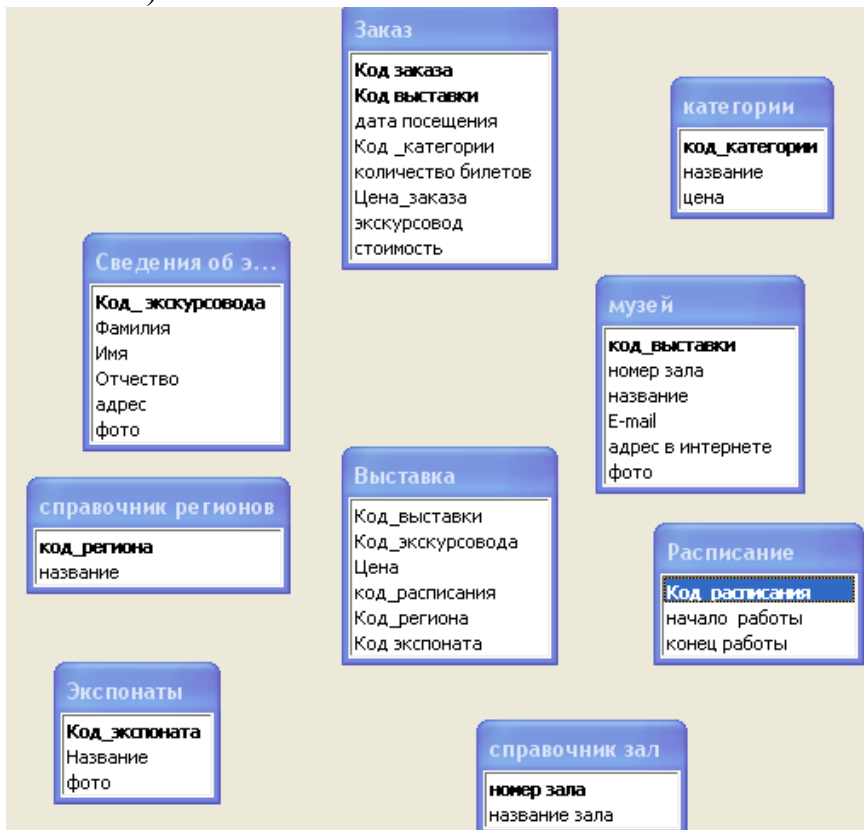 Заказ
Код заказа
Код выставки
дата посещения
Код _категории
количество билетов
Цена_заказа
экскурсовод
стоимость
категории
код_категории
название
цена
Сведения об э...
Код_ экскурсовода
Фамилия
Имя
Отчество
адрес
фото
музей
код_выставки
номер зала
название
E-mail
адрес в интернете
фото
справочник регионов
код_региона
название
Выставка
Код_выставки
Код_экскурсовода
Цена
код_расписания
Код_региона
Код экспоната
Расписание
Код_расписания
начало работы
конец работы
Экспонаты
Код_экспоната
Название
фото
справочник зал
номер зала
название зала